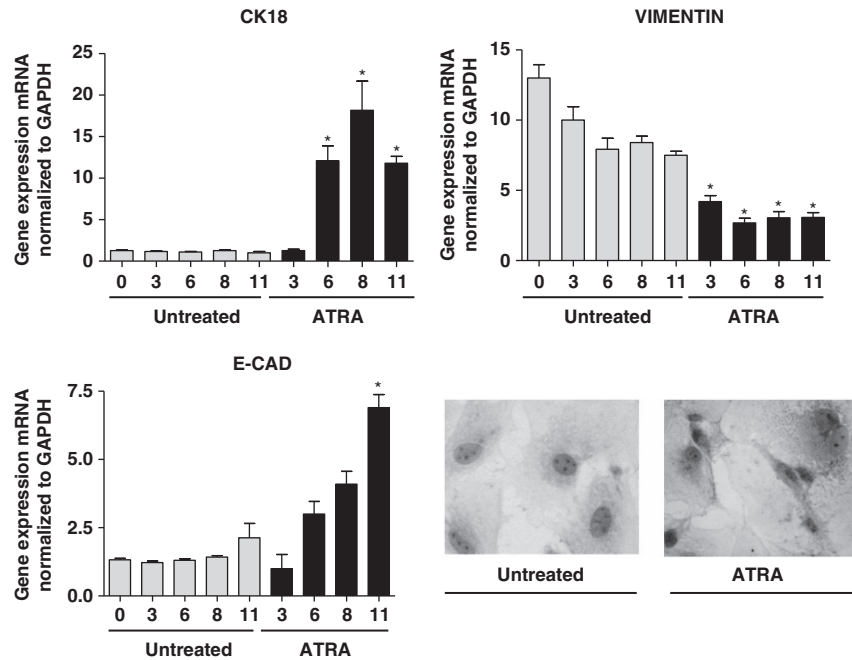 CK18
Gene expression mRNA
normalized to GAPDH
25
20
15
10
5
0
*
*
*
0 3 6 8 11 3 6 8 11
Untreated ATRA
VIMENTIN
Gene expression mRNA
normalized to GAPDH
15
10
5
0
* * * *
0 3 6 8 11 3 6 8 11
Untreated ATRA
E-CAD
Gene expression mRNA
normalized to GAPDH
7.5
5.0
2.5
0.0
*
0 3 6 8 11 3 6 8 11
Untreated ATRA
Untreated ATRA